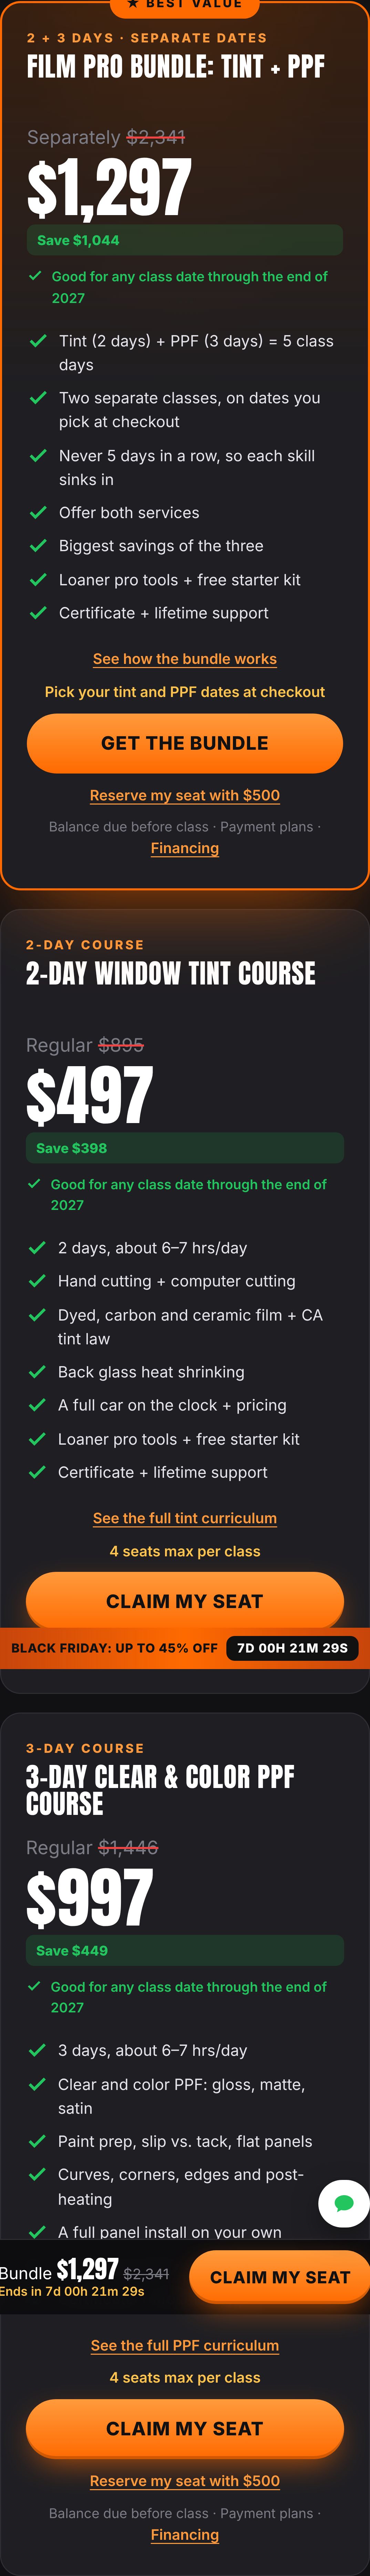 ★ BEST VALUE
2 + 3 DAYS · SEPARATE DATES
FILM PRO BUNDLE: TINT + PPF
Separately $2,341
$1,297
Save $1,044
Good for any class date through the end of
2027
Tint (2 days) + PPF (3 days) = 5 class
days
Two separate classes, on dates you
pick at checkout
Never 5 days in a row, so each skill
sinks in
Offer both services
Biggest savings of the three
Loaner pro tools + free starter kit
Certificate + lifetime support
See how the bundle works
Pick your tint and PPF dates at checkout
GET THE BUNDLE
Reserve my seat with $500
Balance due before class · Payment plans ·
Financing
2-DAY COURSE
2-DAY WINDOW TINT COURSE
Regular $895
$497
Save $398
Good for any class date through the end of
2027
2 days, about 6–7 hrs/day
Hand cutting + computer cutting
Dyed, carbon and ceramic film + CA
tint law
Back glass heat shrinking
A full car on the clock + pricing
Loaner pro tools + free starter kit
Certificate + lifetime support
See the full tint curriculum
4 seats max per class
CLAIM MY SEAT
BLACK FRIDAY: UP TO 45% OFF 7D 00H 21M 29S
3-DAY COURSE
3-DAY CLEAR & COLOR PPF
COURSE
Regular $1,446
$997
Save $449
Good for any class date through the end of
2027
3 days, about 6–7 hrs/day
Clear and color PPF: gloss, matte,
satin
Paint prep, slip vs. tack, flat panels
Curves, corners, edges and post-
heating
A full panel install on your own
Bundle $1,297 $2,341
Ends in 7d 00h 21m 29s
CLAIM MY SEAT
See the full PPF curriculum
4 seats max per class
CLAIM MY SEAT
Reserve my seat with $500
Balance due before class · Payment plans ·
Financing